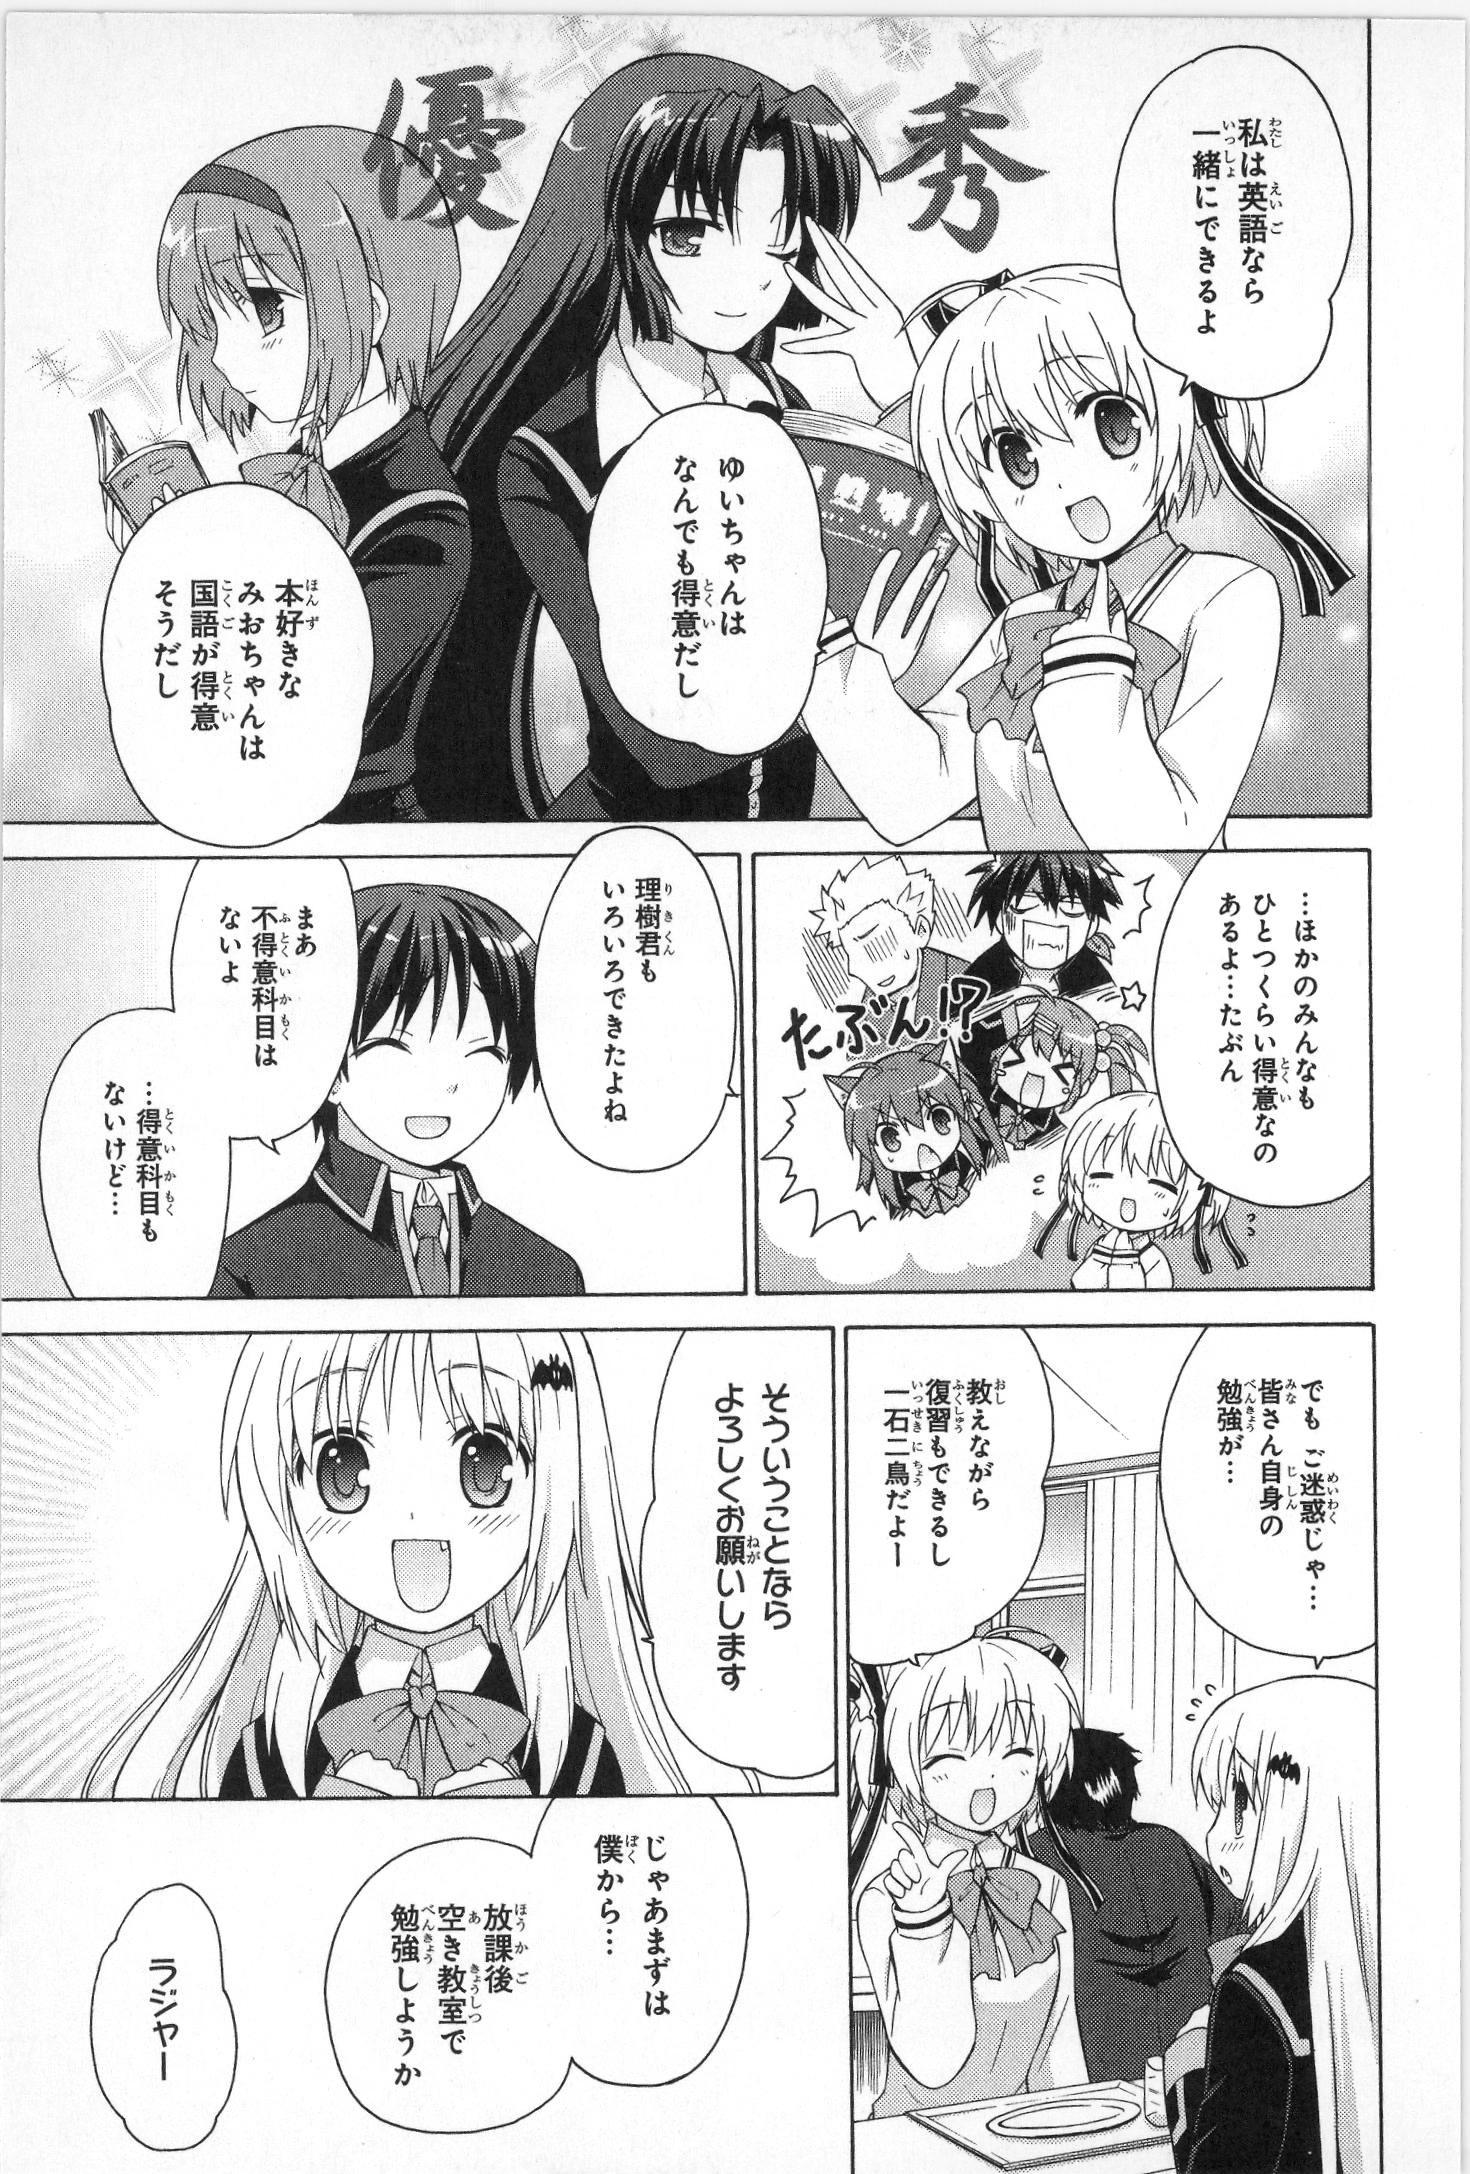 私は英語なら
一緒にできるよ
優秀
ゆいちゃんは
なんでも得意だし
本好きな
みおちゃんは
国語が得意
そうだし
…ほかのみんなも
ひとつくらい得意なの
あるよ…たぶん
たぶん!?
理樹君も
いろいろできたよね
まあ
不得意科目は
ないよ
…得意科目も
ないけど…
でも ご迷惑じゃ…
皆さん自身の
勉強が…
教えながら
復習もできるし
一石二鳥だよー
そういうことなら
よろしくお願いします
じゃあまずは
僕から…
放課後
空き教室で
勉強しようか
ラジャー